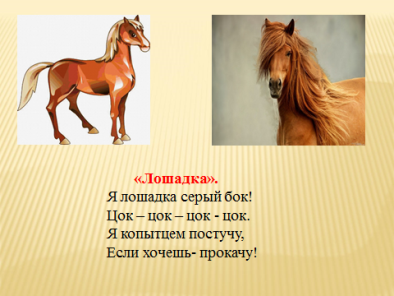 «Лошадка».
Я лошадка серый бок!
Цок – цок – цок - цок.
Я копытцем постучу,
Если хочешь- прокачу!